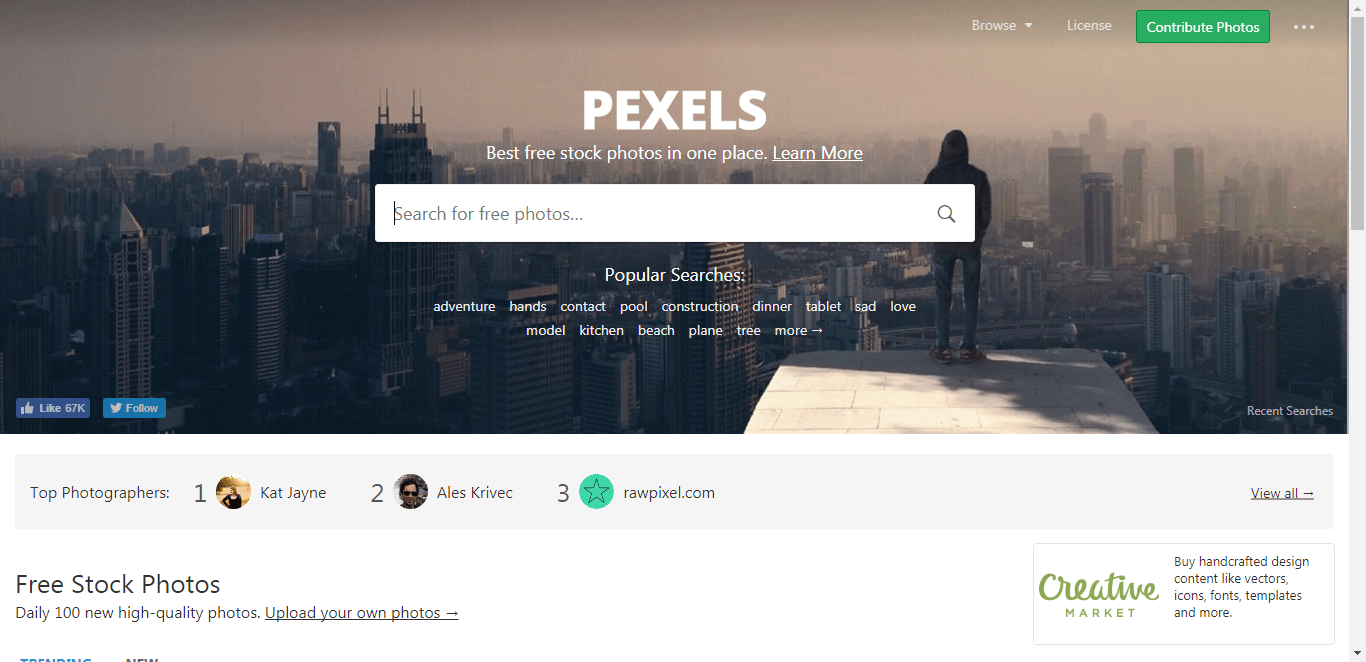 Browse License Contribute Photos
PEXELS
Best free stock photos in one place. Learn More
Search for free photos...
Popular Searches:
adventure hands contact pool construction dinner tablet sad love
model kitchen beach plane tree more →
Like 67K Follow
Recent Searches
Top Photographers: 1 Kat Jayne 2 Ales Krivec 3 rawpixel.com View all →
Free Stock Photos
Daily 100 new high-quality photos. Upload your own photos →
Creative
MARKET
Buy handcrafted design
content like vectors,
icons, fonts, templates
and more.
TRENDING NEW